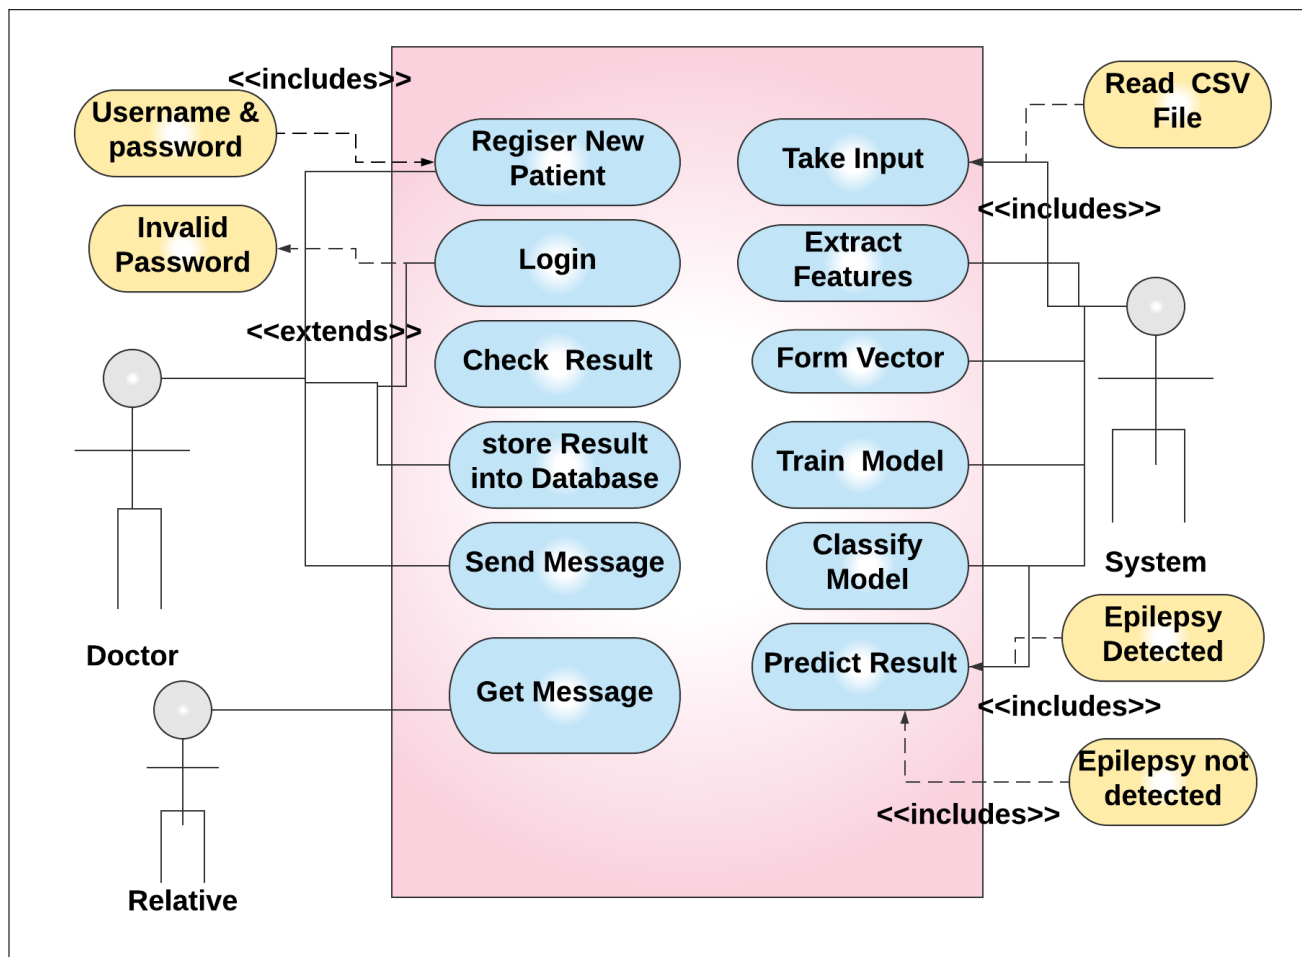 <<includes>>
Username &
password
Invalid
Password
<<extends>>
Doctor
Relative
Regiser New
Patient
Login
Check Result
store Result
into Database
Send Message
Get Message
Take Input
Extract
Features
Form Vector
Train Model
Classify
Model
Predict Result
Read CSV
File
<<includes>>
System
Epilepsy
Detected
<<includes>>
Epilepsy not
detected
<<includes>>